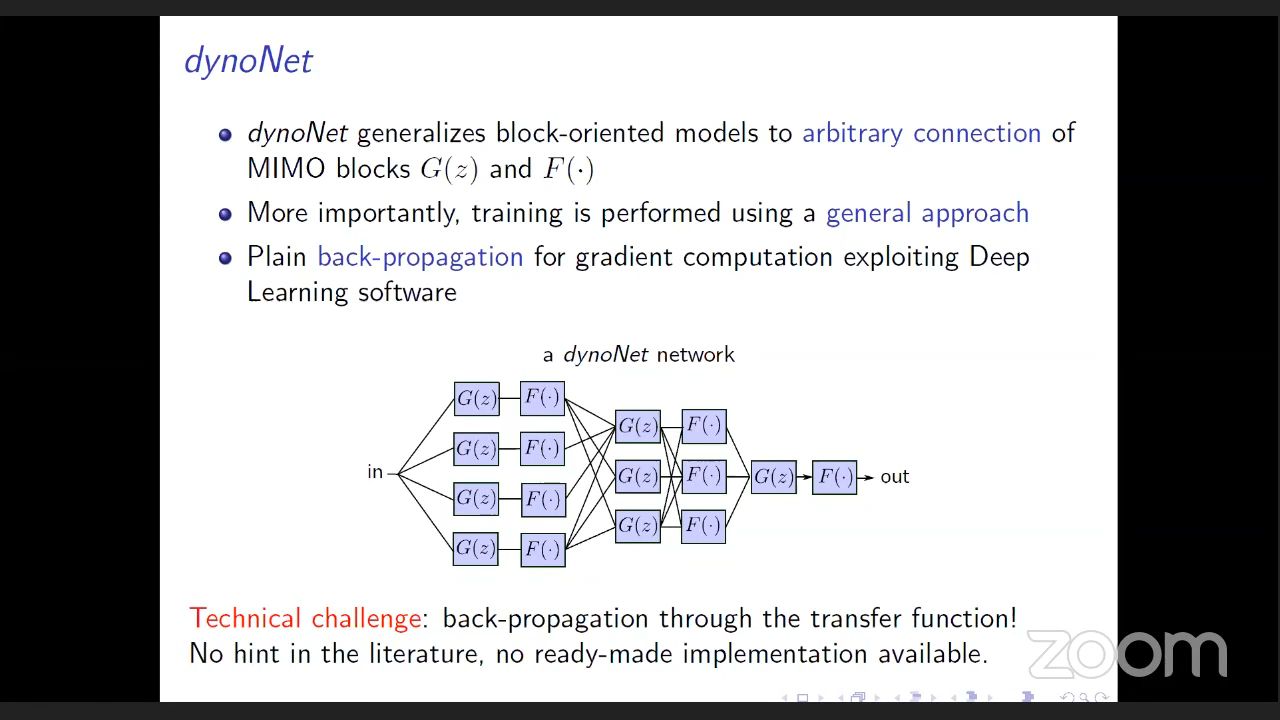 dynoNet
dynoNet generalizes block-oriented models to arbitrary connection of
MIMO blocks G(z) and F(·)
More importantly, training is performed using a general approach
Plain back-propagation for gradient computation exploiting Deep
Learning software
a dynoNet network
G(z) F(·)
G(z) F(·)
G(z) F(·)
G(z) F(·)
G(z) F(·)
G(z) F(·)
G(z) F(·)
in
G(z) F(·) out
Technical challenge: back-propagation through the transfer function!
No hint in the literature, no ready-made implementation available.
zoom